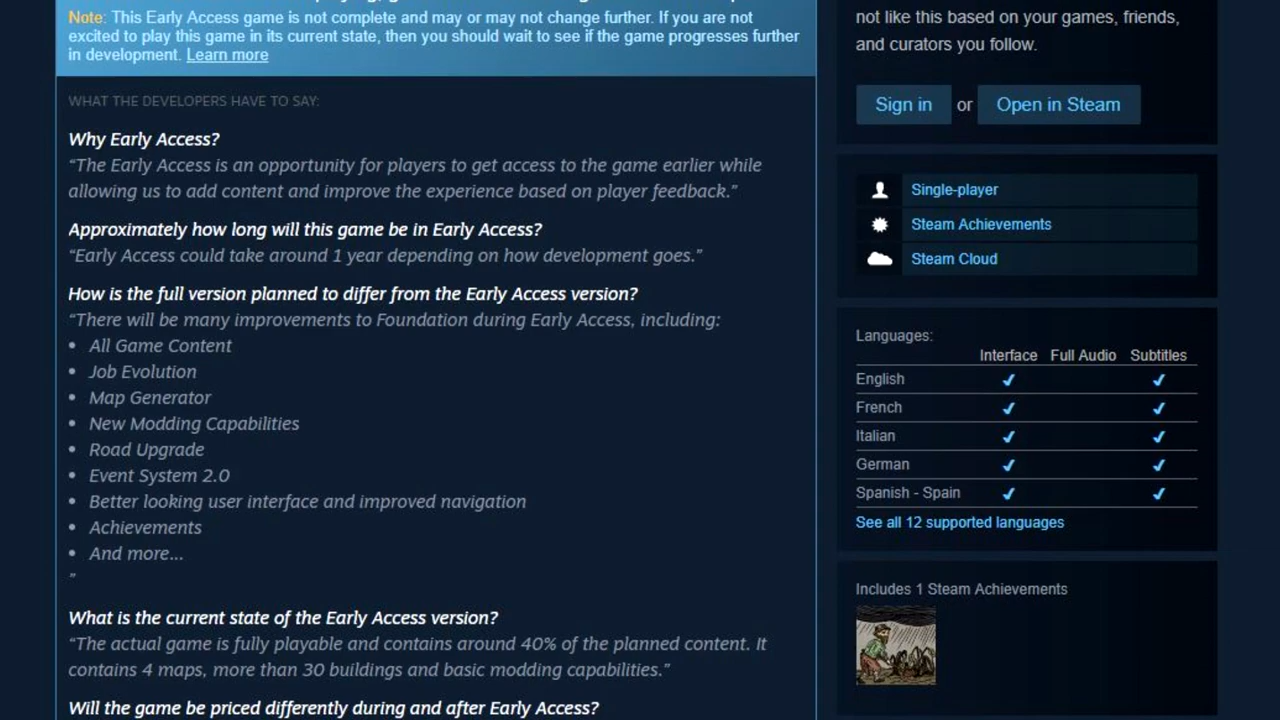 Note: This Early Access game is not complete and may or may not change further. If you are not
excited to play this game in its current state, then you should wait to see if the game progresses further
in development. Learn more
WHAT THE DEVELOPERS HAVE TO SAY:
Why Early Access?
“The Early Access is an opportunity for players to get access to the game earlier while
allowing us to add content and improve the experience based on player feedback.”
Approximately how long will this game be in Early Access?
“Early Access could take around 1 year depending on how development goes.”
How is the full version planned to differ from the Early Access version?
“There will be many improvements to Foundation during Early Access, including:
• All Game Content
• Job Evolution
• Map Generator
• New Modding Capabilities
• Road Upgrade
• Event System 2.0
• Better looking user interface and improved navigation
• Achievements
• And more...
”
What is the current state of the Early Access version?
“The actual game is fully playable and contains around 40% of the planned content. It
contains 4 maps, more than 30 buildings and basic modding capabilities.”
Will the game be priced differently during and after Early Access?
not like this based on your games, friends,
and curators you follow.
Sign in or Open in Steam
Single-player
Steam Achievements
Steam Cloud
Languages:
Interface Full Audio Subtitles
English ✔ ✔
French ✔ ✔
Italian ✔ ✔
German ✔ ✔
Spanish - Spain ✔ ✔
See all 12 supported languages
Includes 1 Steam Achievements